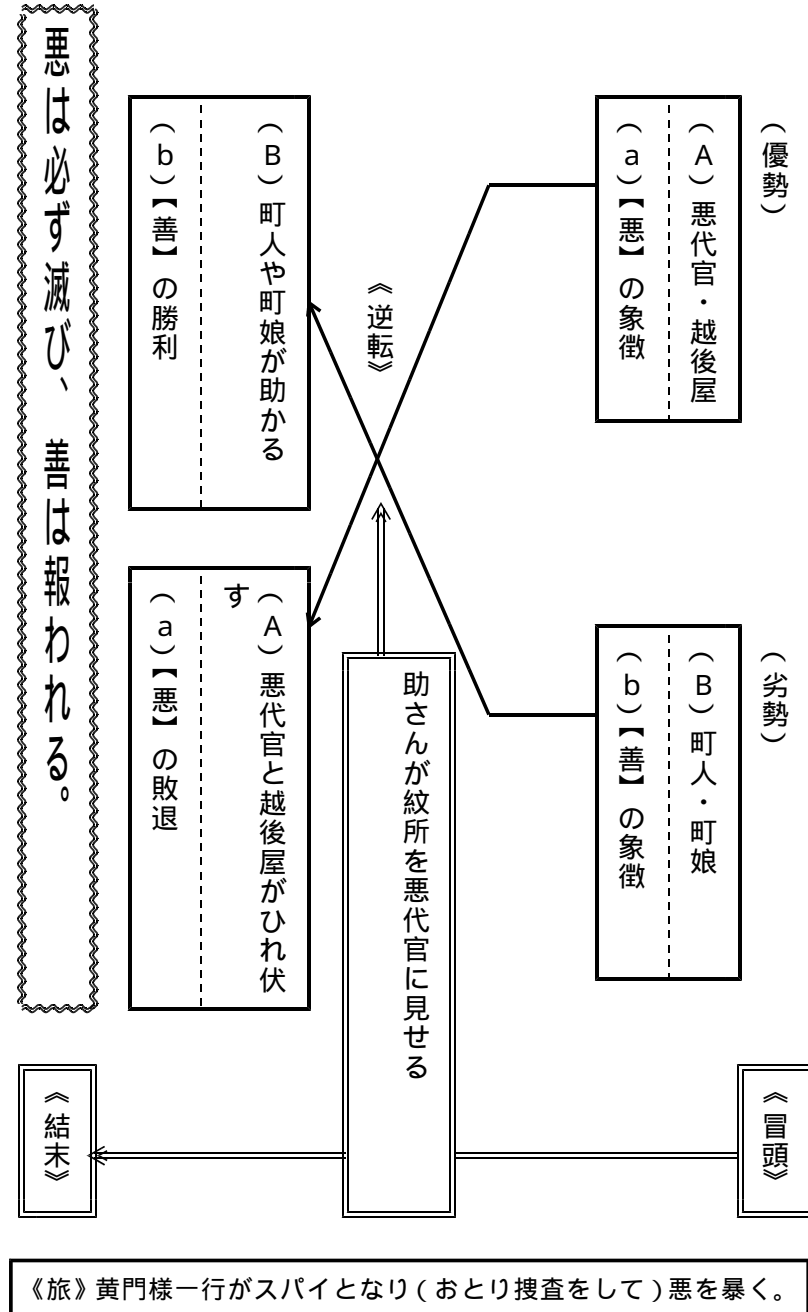 《冒頭》
（優勢）
（A）悪代官・越後屋
（a）【悪】の象徴
（劣勢）
（B）町人・町娘
（b）【善】の象徴
《逆転》
助さんが紋所を悪代官に見せる
（B）町人や町娘が助かる
（b）【善】の勝利
（A）悪代官と越後屋がひれ伏
す
（a）【悪】の敗退
悪は必ず滅び、善は報われる。
《結末》
《旅》黄門様一行がスパイとなり（おとり捜査をして）悪を暴く。